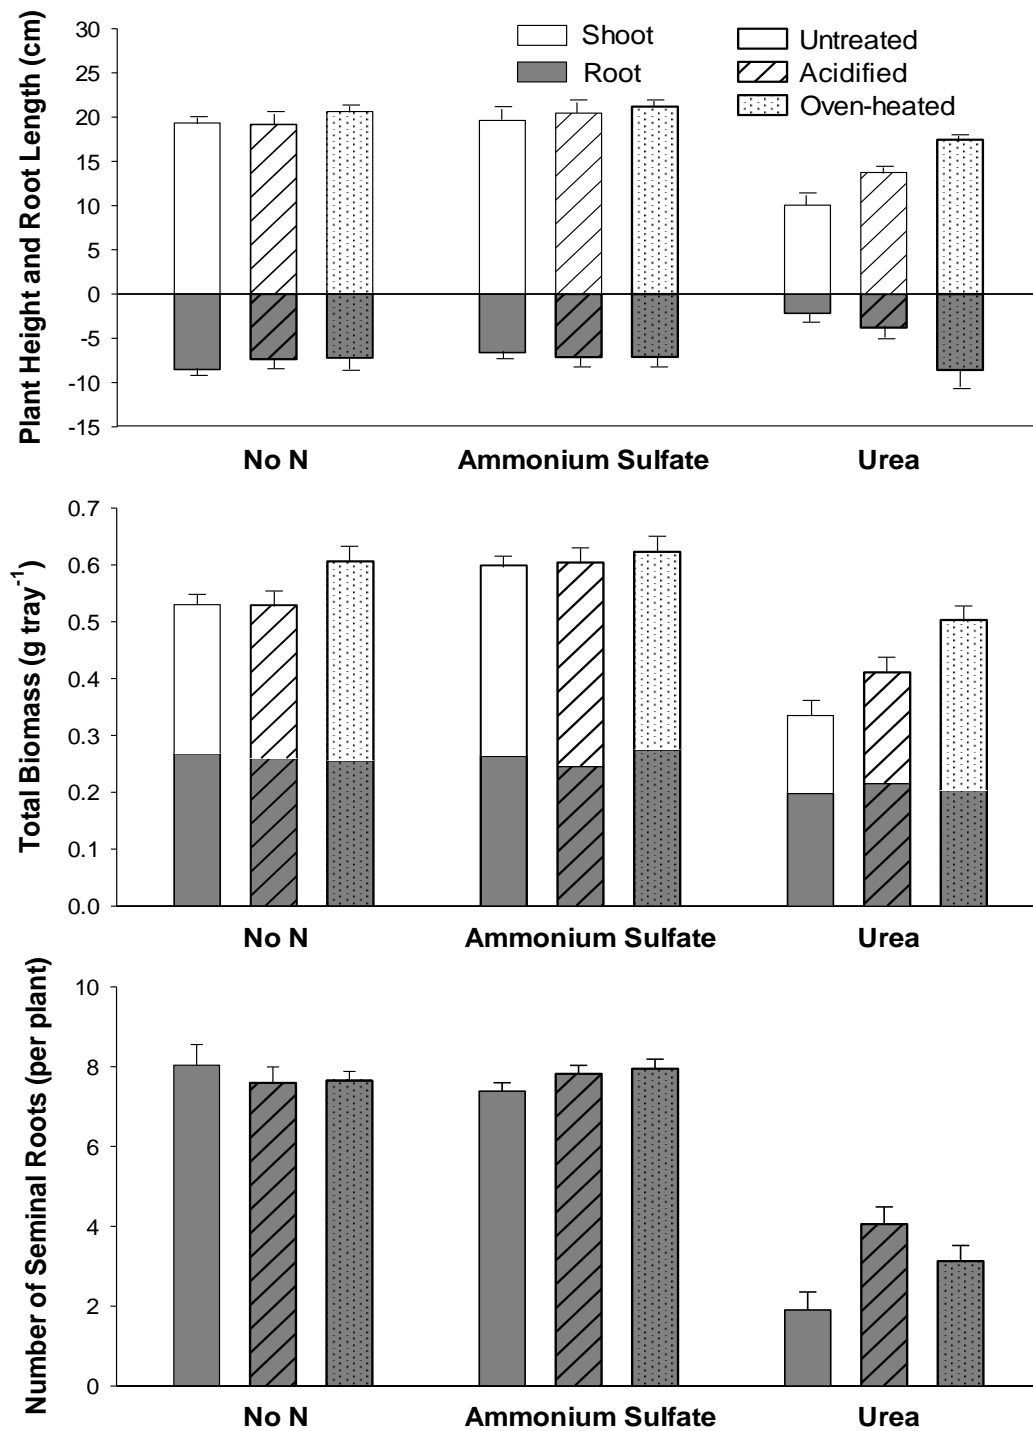 Plant Height and Root Length (cm)
30
25
20
15
10
5
0
-5
-10
-15
Shoot
Root
Untreated
Acidified
Oven-heated
No N
Ammonium Sulfate
Urea
Total Biomass (g tray-1)
0.7
0.6
0.5
0.4
0.3
0.2
0.1
0.0
No N
Ammonium Sulfate
Urea
Number of Seminal Roots (per plant)
10
8
6
4
2
0
No N
Ammonium Sulfate
Urea